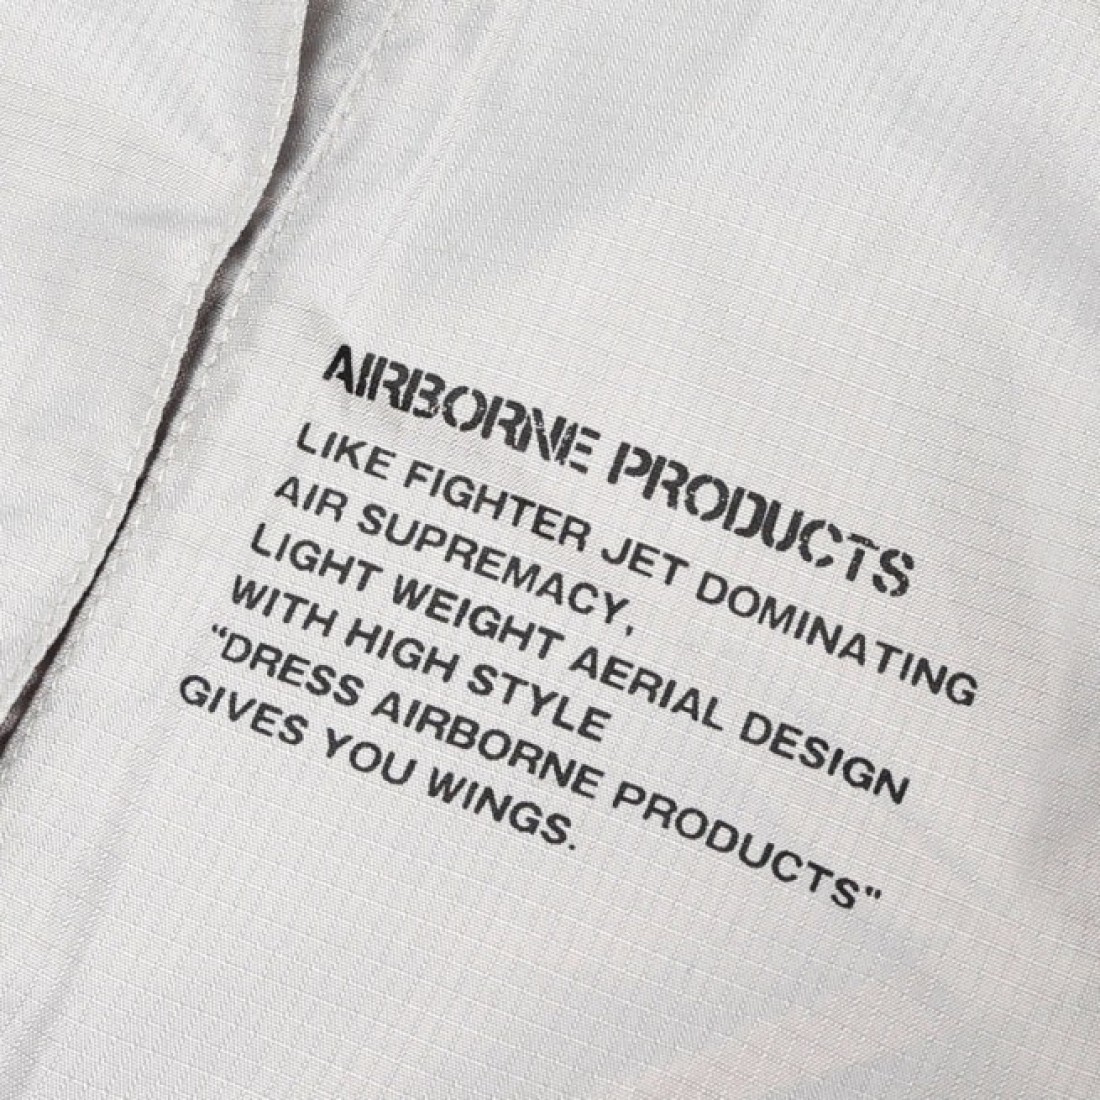 AIRBORNE PRODUCTS
LIKE FIGHTER JET DOMINATING
AIR SUPREMACY,
LIGHT WEIGHT AERIAL DESIGN
WITH HIGH STYLE
“DRESS AIRBORNE PRODUCTS"
GIVES YOU WINGS.